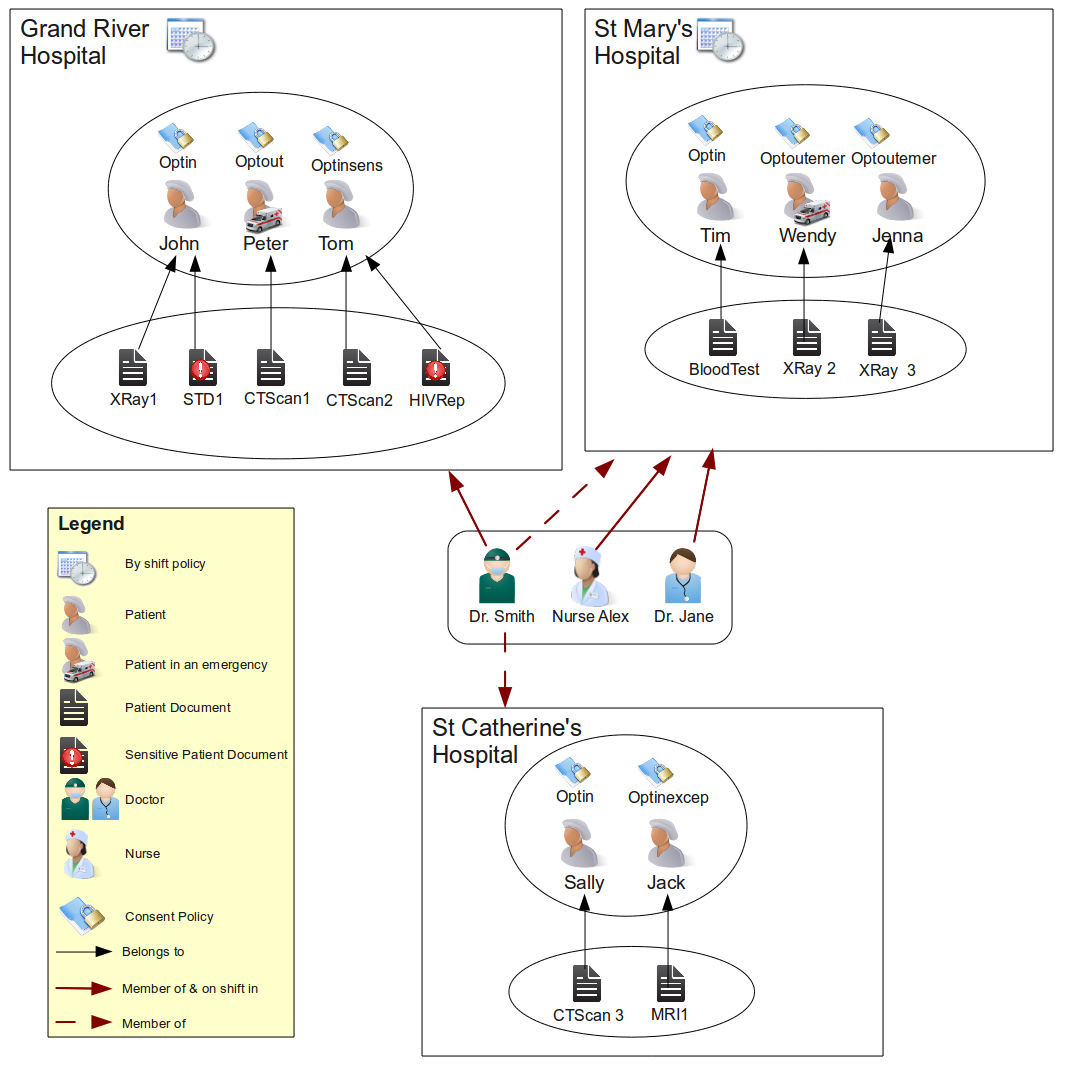 Grand River
Hospital
St Mary's
Hospital
Optin
Optout
Optinsens
John
Peter
Tom
XRay1
STD1
CTScan1
CTScan2
HIVRep
Optin
Optoutemer
Optoutemer
Tim
Wendy
Jenna
BloodTest
XRay 2
XRay 3
Legend
By shift policy
Patient
Patient in an emergency
Patient Document
Sensitive Patient Document
Doctor
Nurse
Consent Policy
Belongs to
Member of & on shift in
Member of
Dr. Smith
Nurse Alex
Dr. Jane
St Catherine's
Hospital
Optin
Optinexcep
Sally
Jack
CTScan 3
MRI1